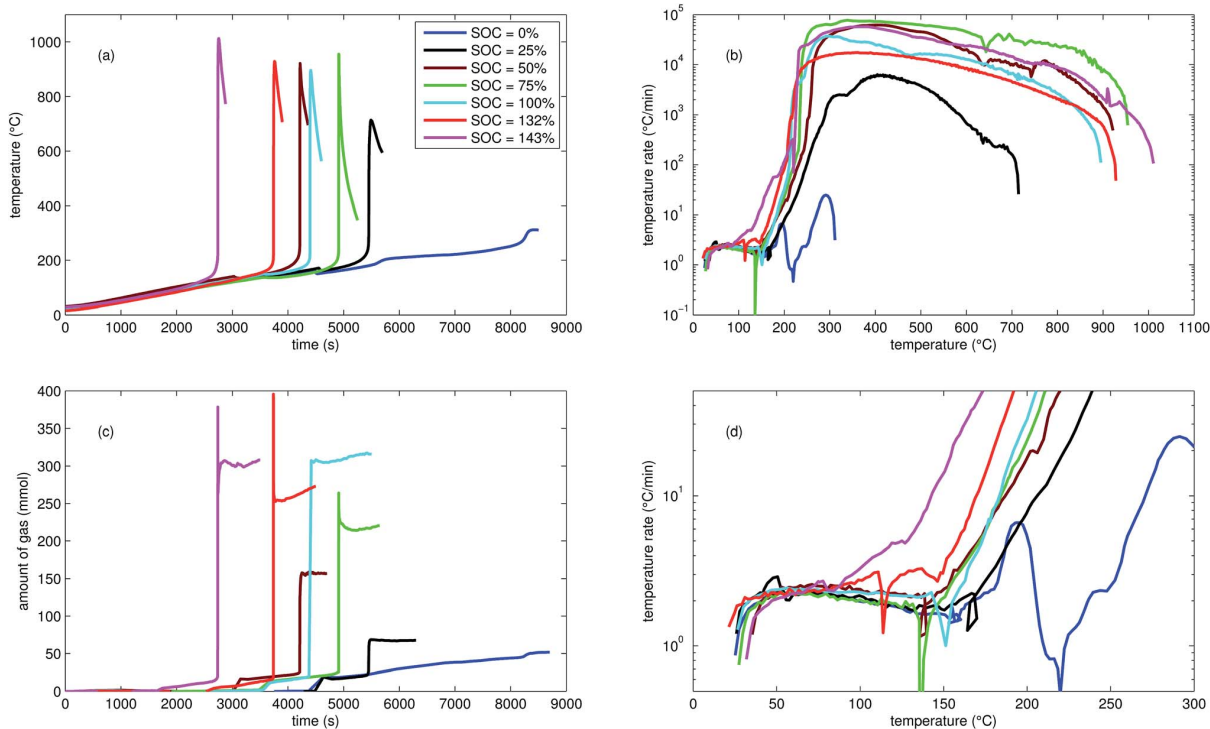 (a)
SOC = 0%
SOC = 25%
SOC = 50%
SOC = 75%
SOC = 100%
SOC = 132%
SOC = 143%
temperature (°C)
1000
800
600
400
200
0
0 1000 2000 3000 4000 5000 6000 7000 8000 9000
time (s)
(b)
temperature rate (°C/min)
10^5
10^4
10^3
10^2
10^1
10^0
10^−1
0 100 200 300 400 500 600 700 800 900 1000 1100
temperature (°C)
(c)
amount of gas (mmol)
400
350
300
250
200
150
100
50
0
0 1000 2000 3000 4000 5000 6000 7000 8000 9000
time (s)
(d)
temperature rate (°C/min)
10^1
10^0
0 50 100 150 200 250 300
temperature (°C)